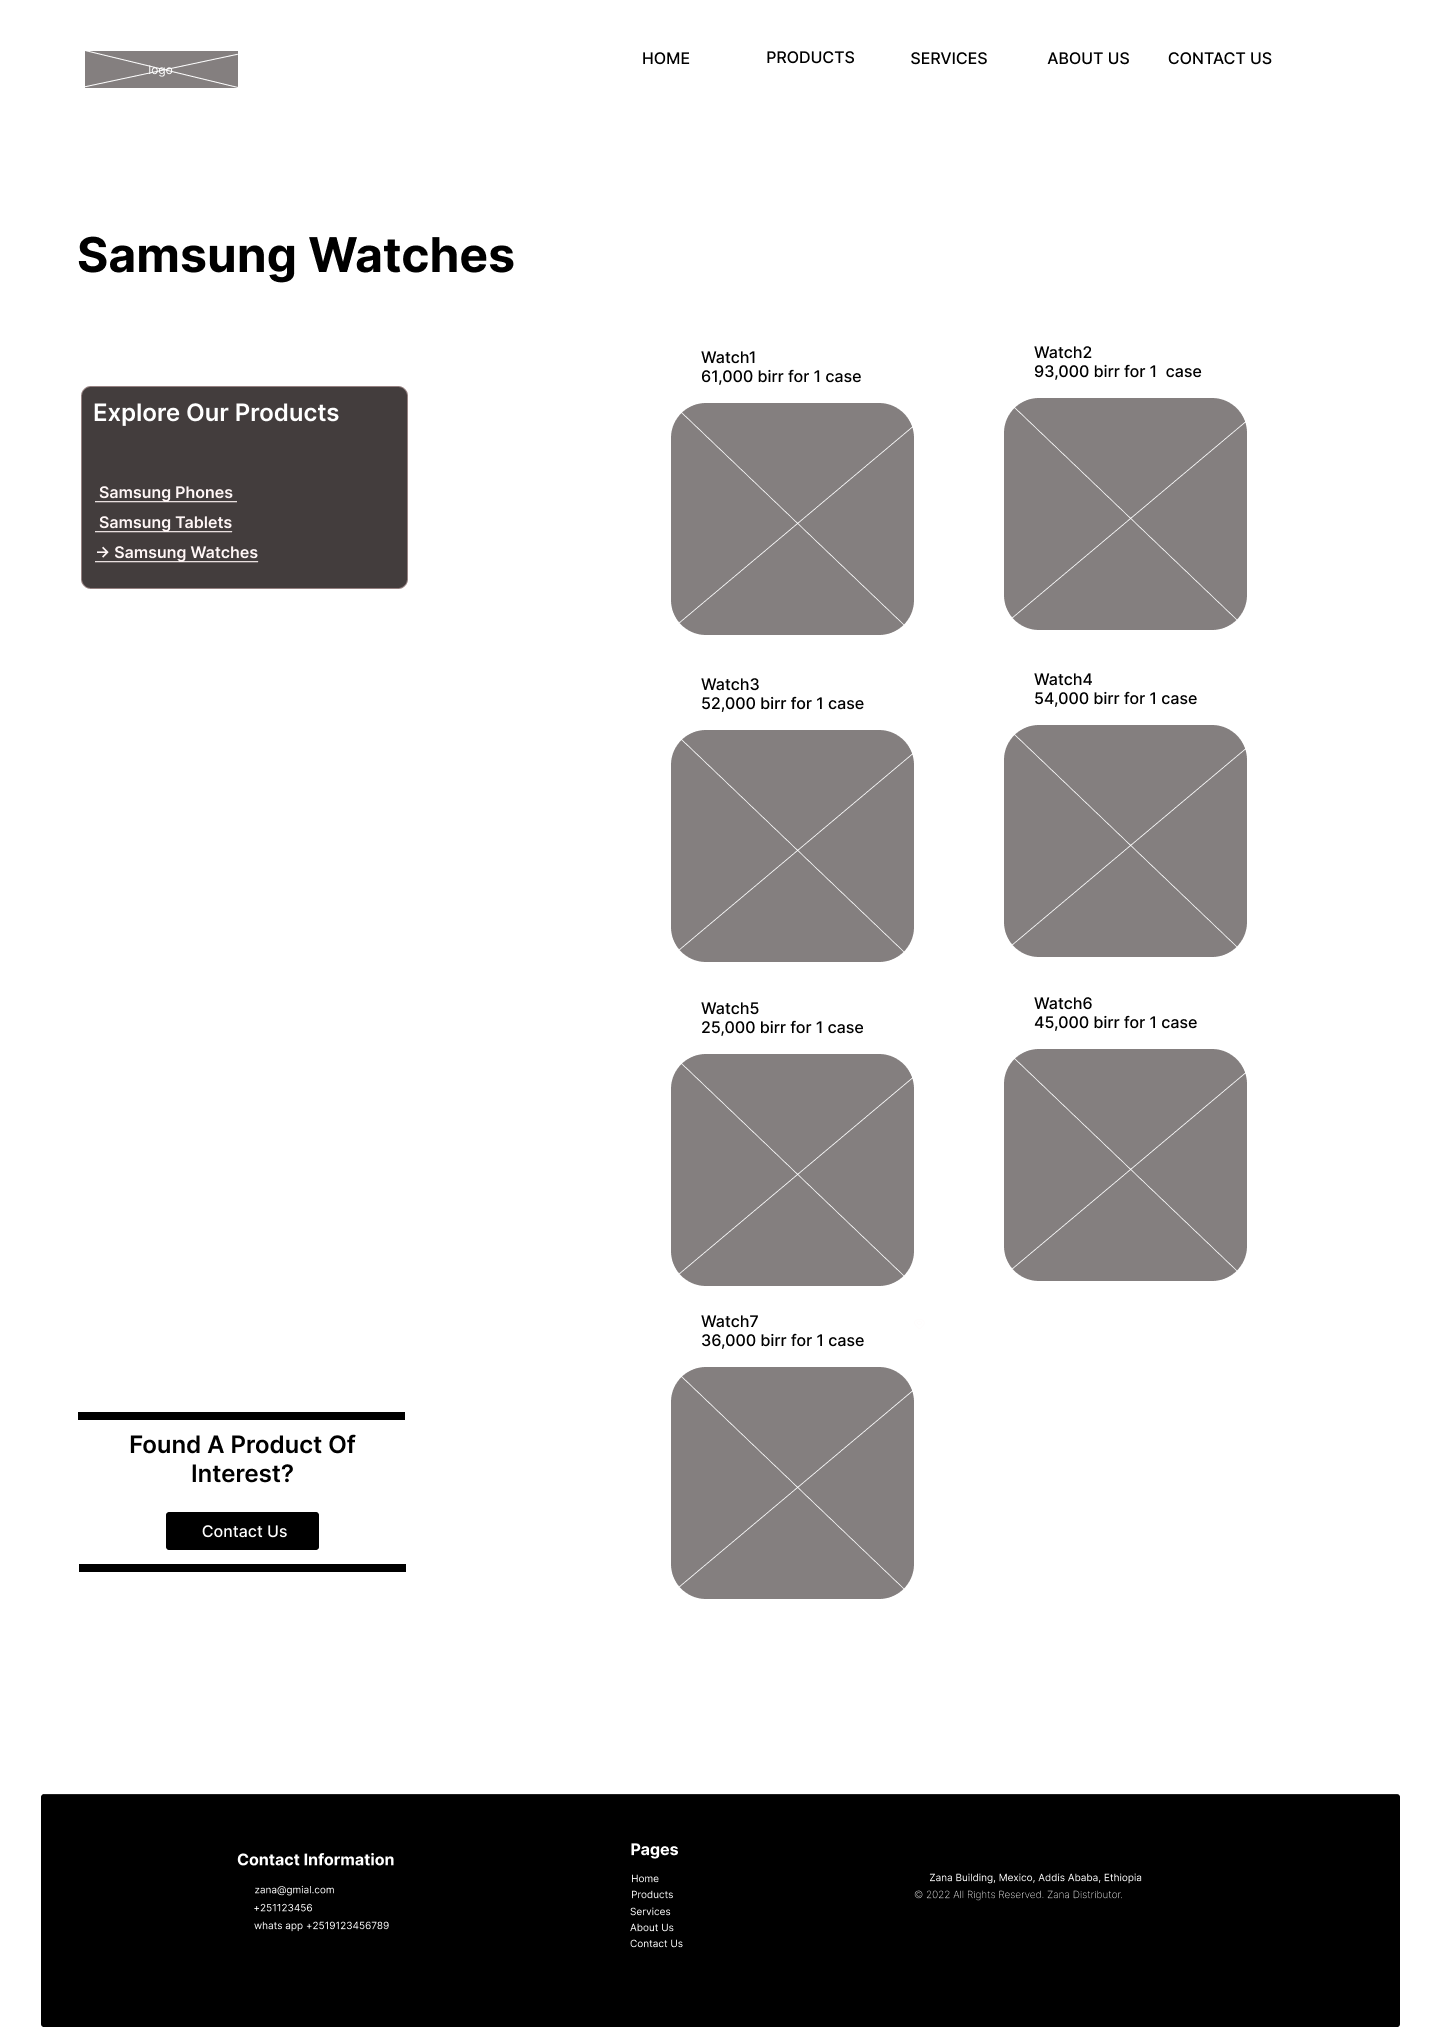 logo
HOME
PRODUCTS
SERVICES
ABOUT US
CONTACT US
Samsung Watches
Explore Our Products
Samsung Phones
Samsung Tablets
→ Samsung Watches
Watch1
61,000 birr for 1 case
Watch2
93,000 birr for 1  case
Watch3
52,000 birr for 1 case
Watch4
54,000 birr for 1 case
Watch5
25,000 birr for 1 case
Watch6
45,000 birr for 1 case
Watch7
36,000 birr for 1 case
Found A Product Of
Interest?
Contact Us
Contact Information
zana@gmial.com
+251123456
whats app +2519123456789
Pages
Home
Products
Services
About Us
Contact Us
Zana Building, Mexico, Addis Ababa, Ethiopia
© 2022 All Rights Reserved. Zana Distributor.